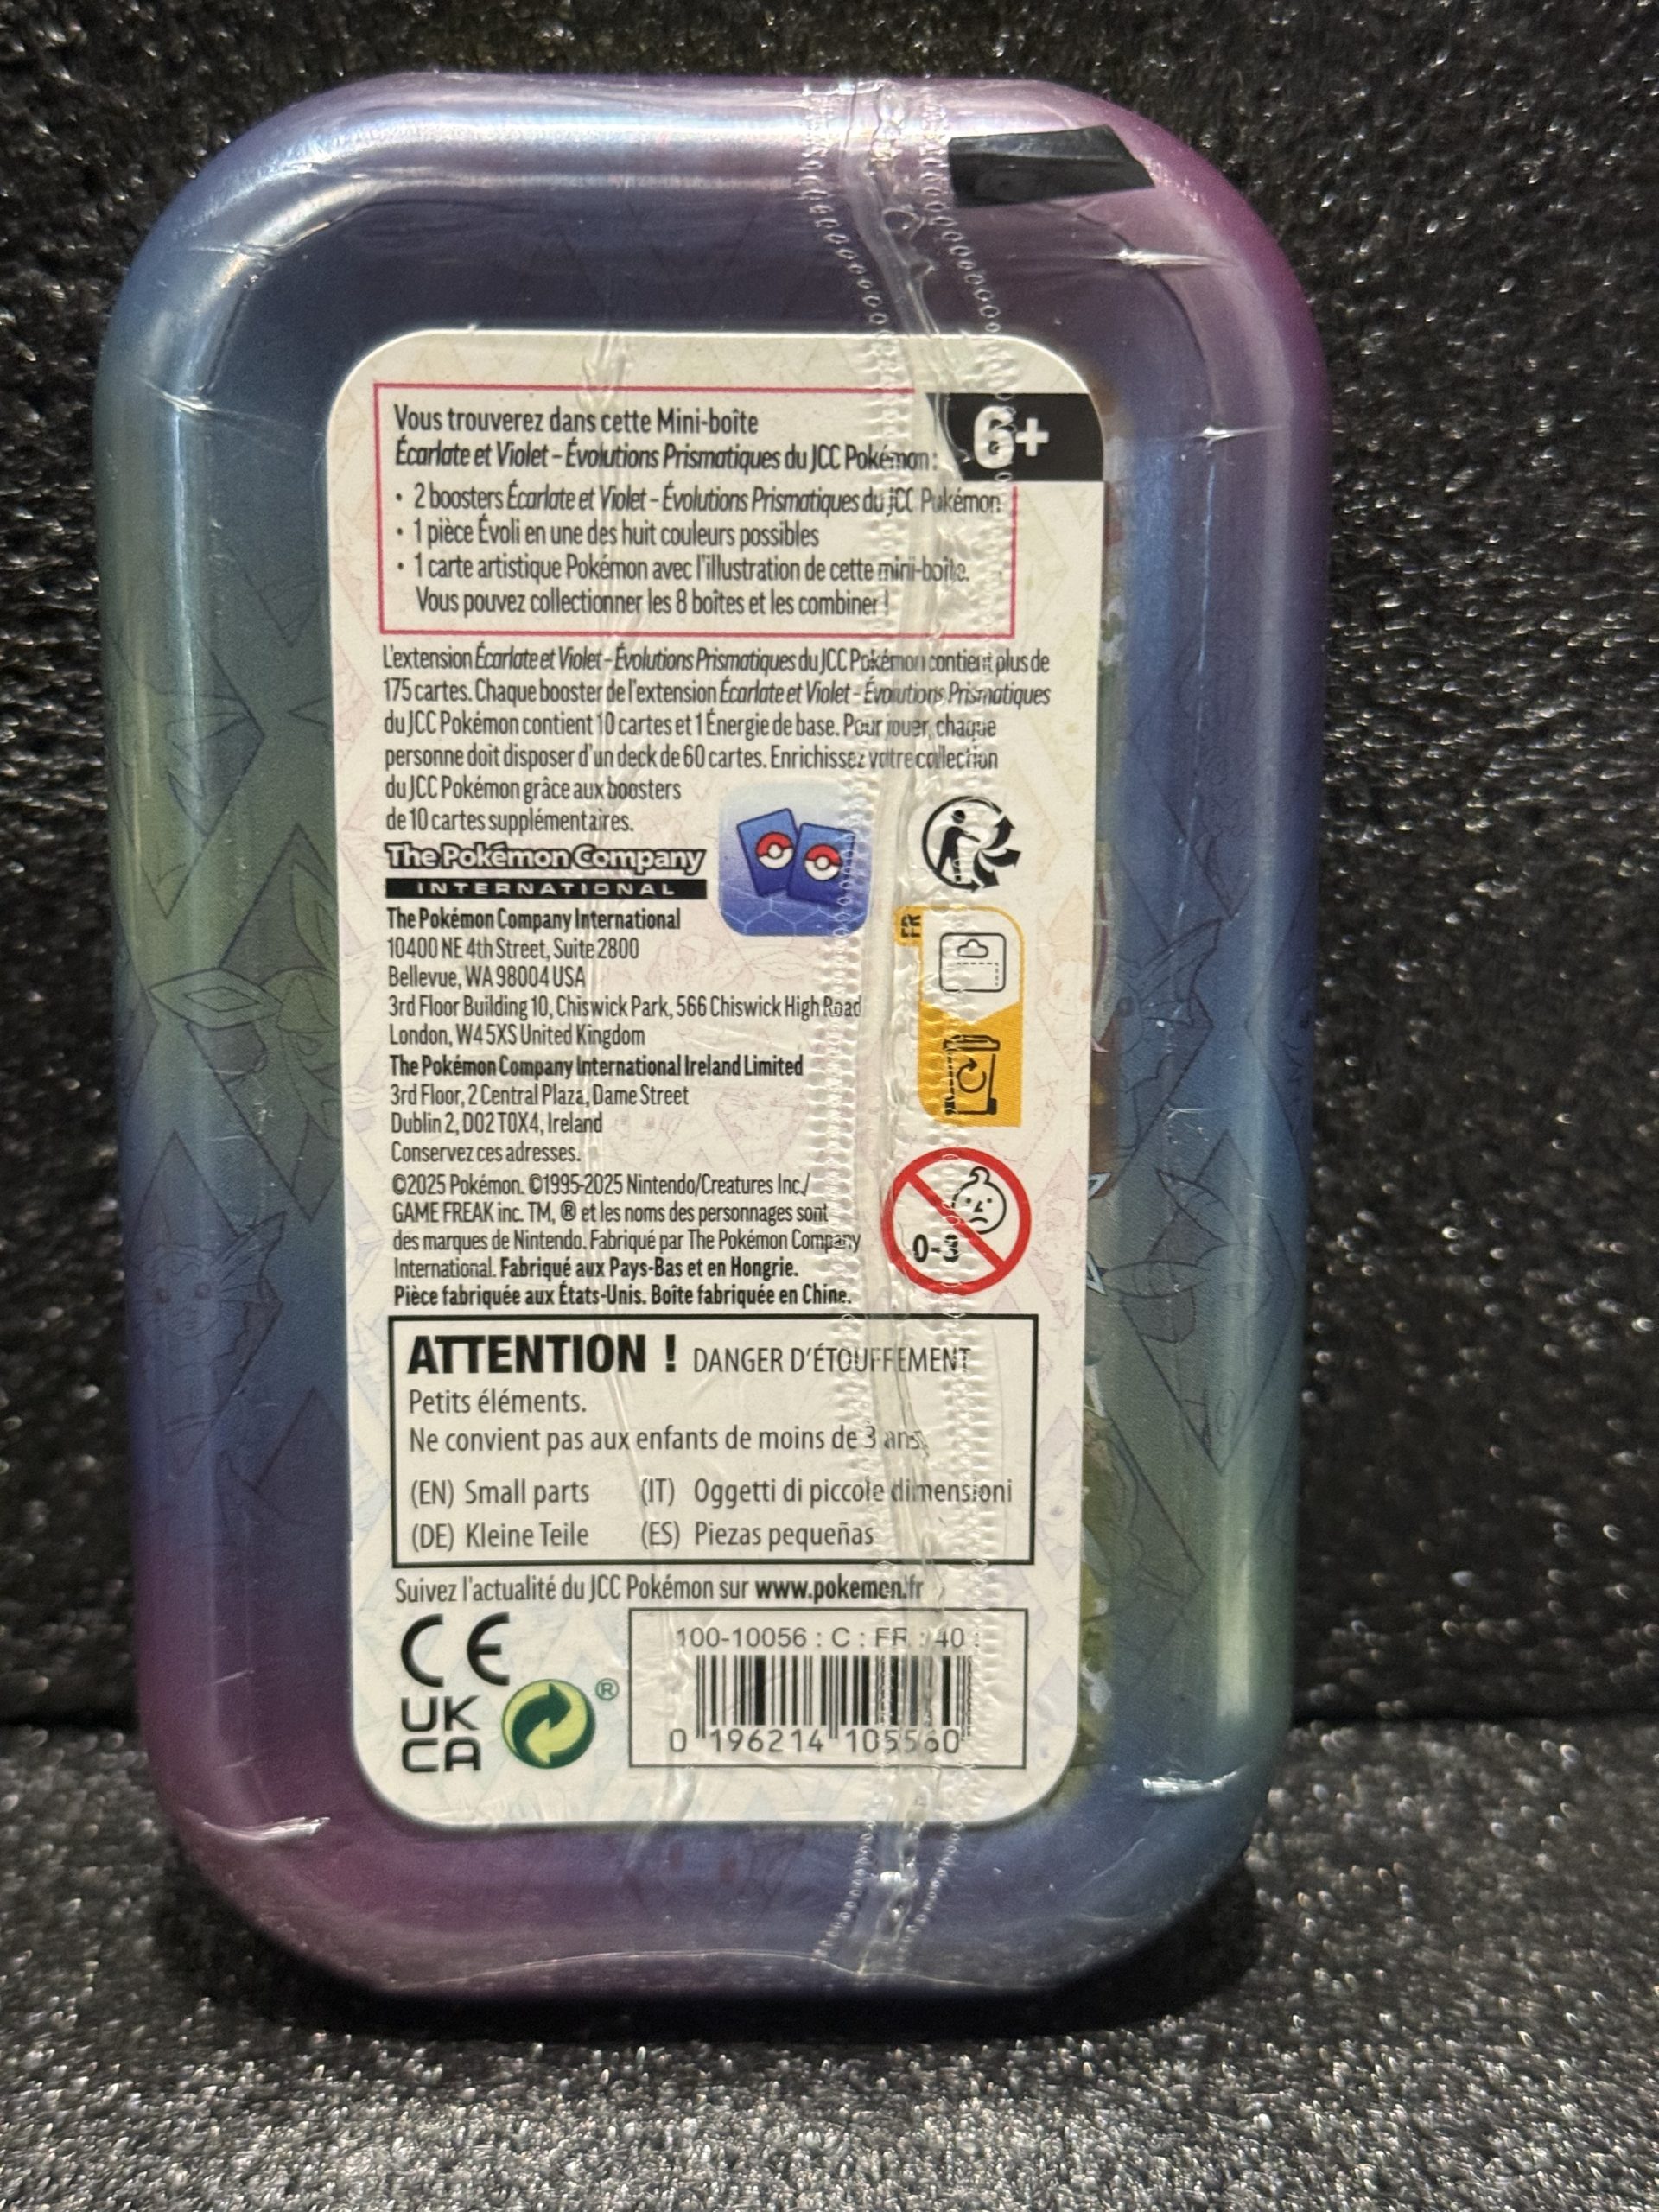 6+
Vous trouverez dans cette Mini-boîte
Écarlate et Violet – Évolutions Prismatiques du JCC Pokémon :
• 2 boosters Écarlate et Violet – Évolutions Prismatiques du JCC Pokémon
• 1 pièce Évoli en une des huit couleurs possibles
• 1 carte artistique Pokémon avec l'illustration de cette mini-boîte.
Vous pouvez collectionner les 8 boîtes et les combiner !
L'extension Écarlate et Violet – Évolutions Prismatiques du JCC Pokémon contient plus de
175 cartes. Chaque booster de l'extension Écarlate et Violet – Évolutions Prismatiques
du JCC Pokémon contient 10 cartes et 1 Énergie de base. Pour jouer, chaque
personne doit disposer d'un deck de 60 cartes. Enrichissez votre collection
du JCC Pokémon grâce aux boosters
de 10 cartes supplémentaires.
The Pokémon Company
INTERNATIONAL
The Pokémon Company International
10400 NE 4th Street, Suite 2800
Bellevue, WA 98004 USA
3rd Floor Building 10, Chiswick Park, 566 Chiswick High Road
London, W4 5XS United Kingdom
The Pokémon Company International Ireland Limited
3rd Floor, 2 Central Plaza, Dame Street
Dublin 2, D02 T0X4, Ireland
Conservez ces adresses.
FR
©2025 Pokémon. ©1995-2025 Nintendo/Creatures Inc./
GAME FREAK inc. TM, ® et les noms des personnages sont
des marques de Nintendo. Fabriqué par The Pokémon Company
International. Fabriqué aux Pays-Bas et en Hongrie.
Pièce fabriquée aux États-Unis. Boîte fabriquée en Chine.
0-3
ATTENTION ! DANGER D'ÉTOUFFEMENT
Petits éléments.
Ne convient pas aux enfants de moins de 3 ans.
(EN) Small parts (IT) Oggetti di piccole dimensioni
(DE) Kleine Teile (ES) Piezas pequeñas
Suivez l'actualité du JCC Pokémon sur www.pokemon.fr
CE
UK
CA
®
100-10056 : C : FR : 40 :
0 196214 105560